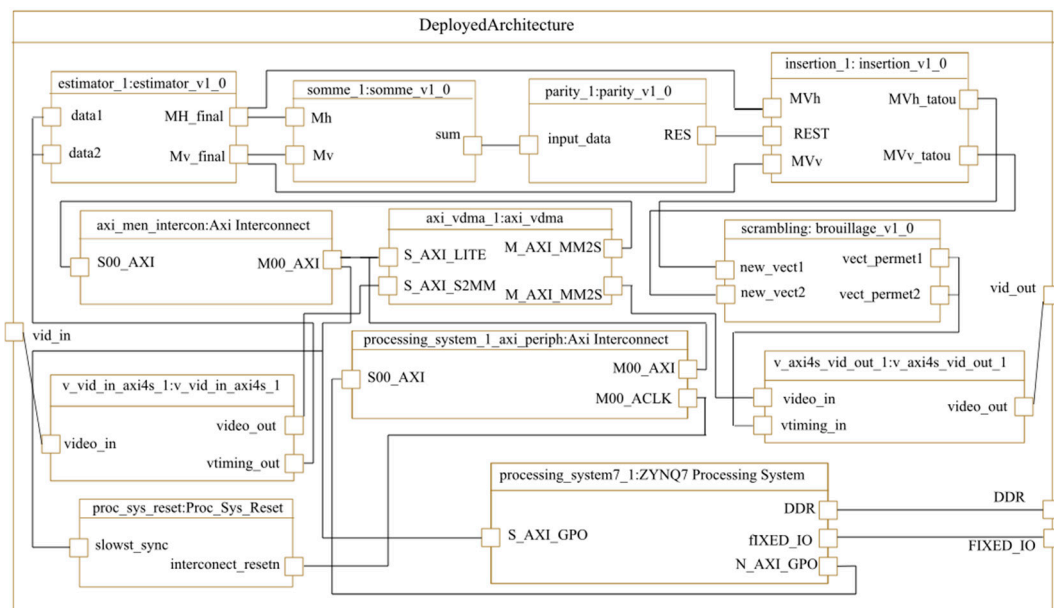 DeployedArchitecture
estimator_1:estimator_v1_0
data1
data2
MH_final
Mv_final
somme_1:somme_v1_0
Mh
Mv
sum
parity_1:parity_v1_0
input_data
RES
insertion_1: insertion_v1_0
MVh
REST
MVv
MVh_tatou
MVv_tatou
axi_men_intercon:Axi Interconnect
S00_AXI
M00_AXI
axi_vdma_1:axi_vdma
S_AXI_LITE
S_AXI_S2MM
M_AXI_MM2S
M_AXI_MM2S
scrambling: brouillage_v1_0
new_vect1
new_vect2
vect_permet1
vect_permet2
vid_in
vid_out
processing_system_1_axi_periph:Axi Interconnect
S00_AXI
M00_AXI
M00_ACLK
v_vid_in_axi4s_1:v_vid_in_axi4s_1
video_in
video_out
vtiming_out
v_axi4s_vid_out_1:v_axi4s_vid_out_1
video_in
vtiming_in
video_out
proc_sys_reset:Proc_Sys_Reset
slowst_sync
interconect_resetn
processing_system7_1:ZYNQ7 Processing System
S_AXI_GPO
DDR
fIXED_IO
N_AXI_GPO
DDR
FIXED_IO